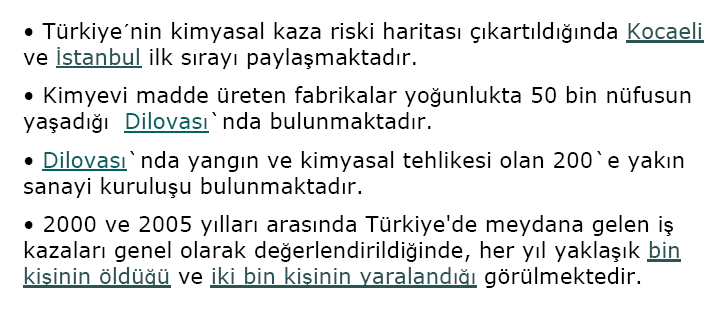 • Türkiye´nin kimyasal kaza riski haritası çıkartıldığında Kocaeli
ve İstanbul ilk sırayı paylaşmaktadır.
• Kimyevi madde üreten fabrikalar yoğunlukta 50 bin nüfusun
yaşadığı  Dilovası`nda bulunmaktadır.
• Dilovası`nda yangın ve kimyasal tehlikesi olan 200`e yakın
sanayi kuruluşu bulunmaktadır.
• 2000 ve 2005 yılları arasında Türkiye'de meydana gelen iş
kazaları genel olarak değerlendirildiğinde, her yıl yaklaşık bin
kişinin öldüğü ve iki bin kişinin yaralandığı görülmektedir.